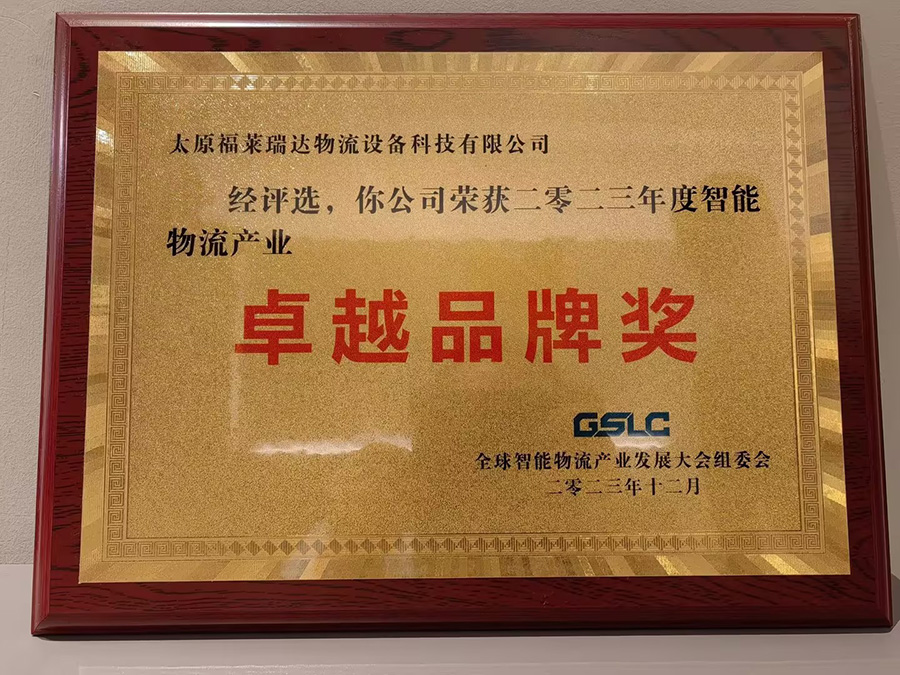 太原福莱瑞达物流设备科技有限公司
经评选，你公司荣获二零二三年度智能
物流产业
卓越品牌奖
GSLC
全球智能物流产业发展大会组委会
二零二三年十二月